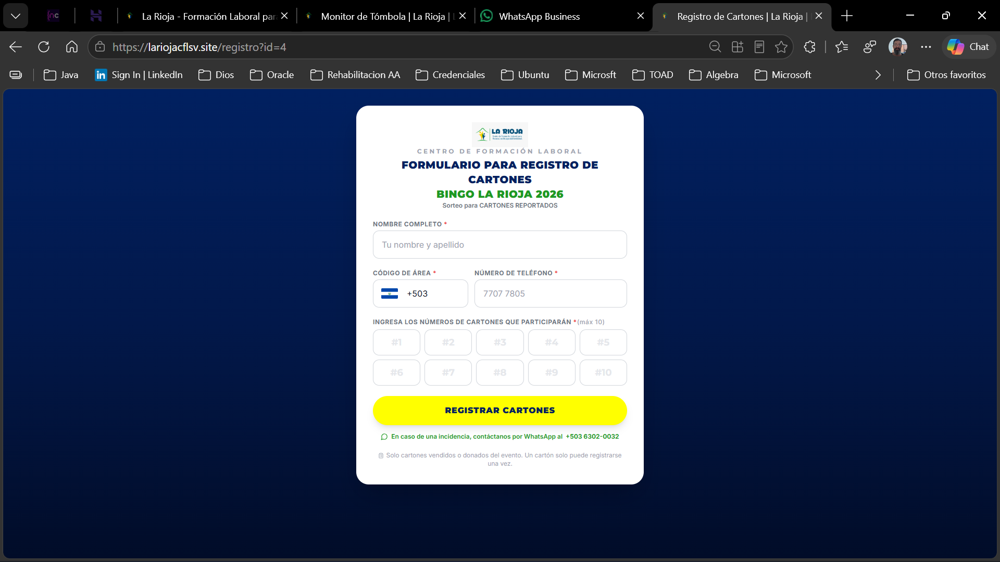 La Rioja - Formación Laboral par
Monitor de Tómbola | La Rioja |
WhatsApp Business
Registro de Cartones | La Rioja |
https://lariojacflsv.site/registro?id=4
Chat
Java
in
Sign In | LinkedIn
Dios
Oracle
Rehabilitacion AA
Credenciales
Ubuntu
Microsft
TOAD
Algebra
Microsoft
Otros favoritos
LA RIOJA
CENTRO DE FORMACIÓN LABORAL
FORMULARIO PARA REGISTRO DE
CARTONES
BINGO LA RIOJA 2026
Sorteo para CARTONES REPORTADOS
NOMBRE COMPLETO *
Tu nombre y apellido
CÓDIGO DE ÁREA *
NÚMERO DE TELÉFONO *
+503
7707 7805
INGRESA LOS NÚMEROS DE CARTONES QUE PARTICIPARÁN *(máx 10)
#1 #2 #3 #4 #5
#6 #7 #8 #9 #10
REGISTRAR CARTONES
En caso de una incidencia, contáctanos por WhatsApp al +503 6302-0032
Solo cartones vendidos o donados del evento. Un cartón solo puede registrarse
una vez.